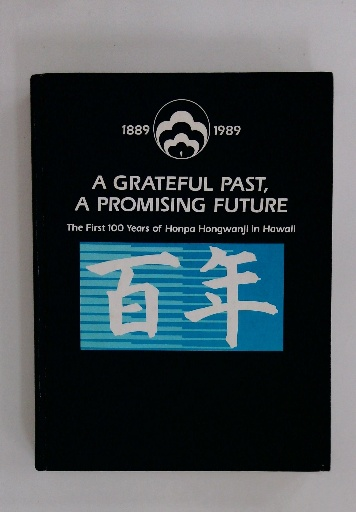 1889 1989
A GRATEFUL PAST,
A PROMISING FUTURE
The First 100 Years of Honpa Hongwanji in Hawaii
百年